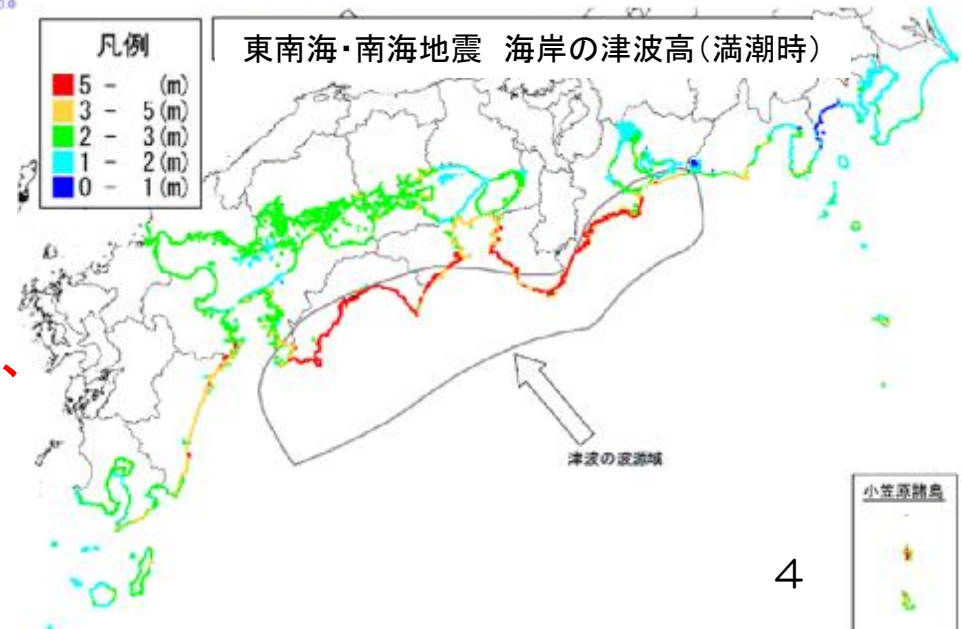 東南海・南海地震 海岸の津波高(満潮時)
凡例
5 - (m)
3 - 5(m)
2 - 3(m)
1 - 2(m)
0 - 1(m)
津波の波源域
小笠原諸島
4